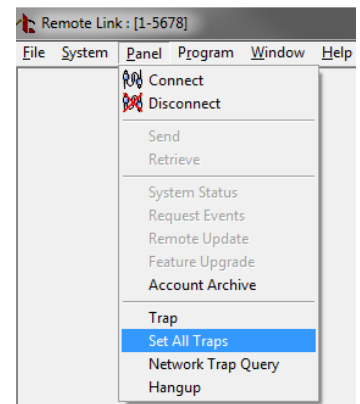 Remote Link : [1-5678]
File System Panel Program Window Help
Connect
Disconnect
Send
Retrieve
System Status
Request Events
Remote Update
Feature Upgrade
Account Archive
Trap
Set All Traps
Network Trap Query
Hangup